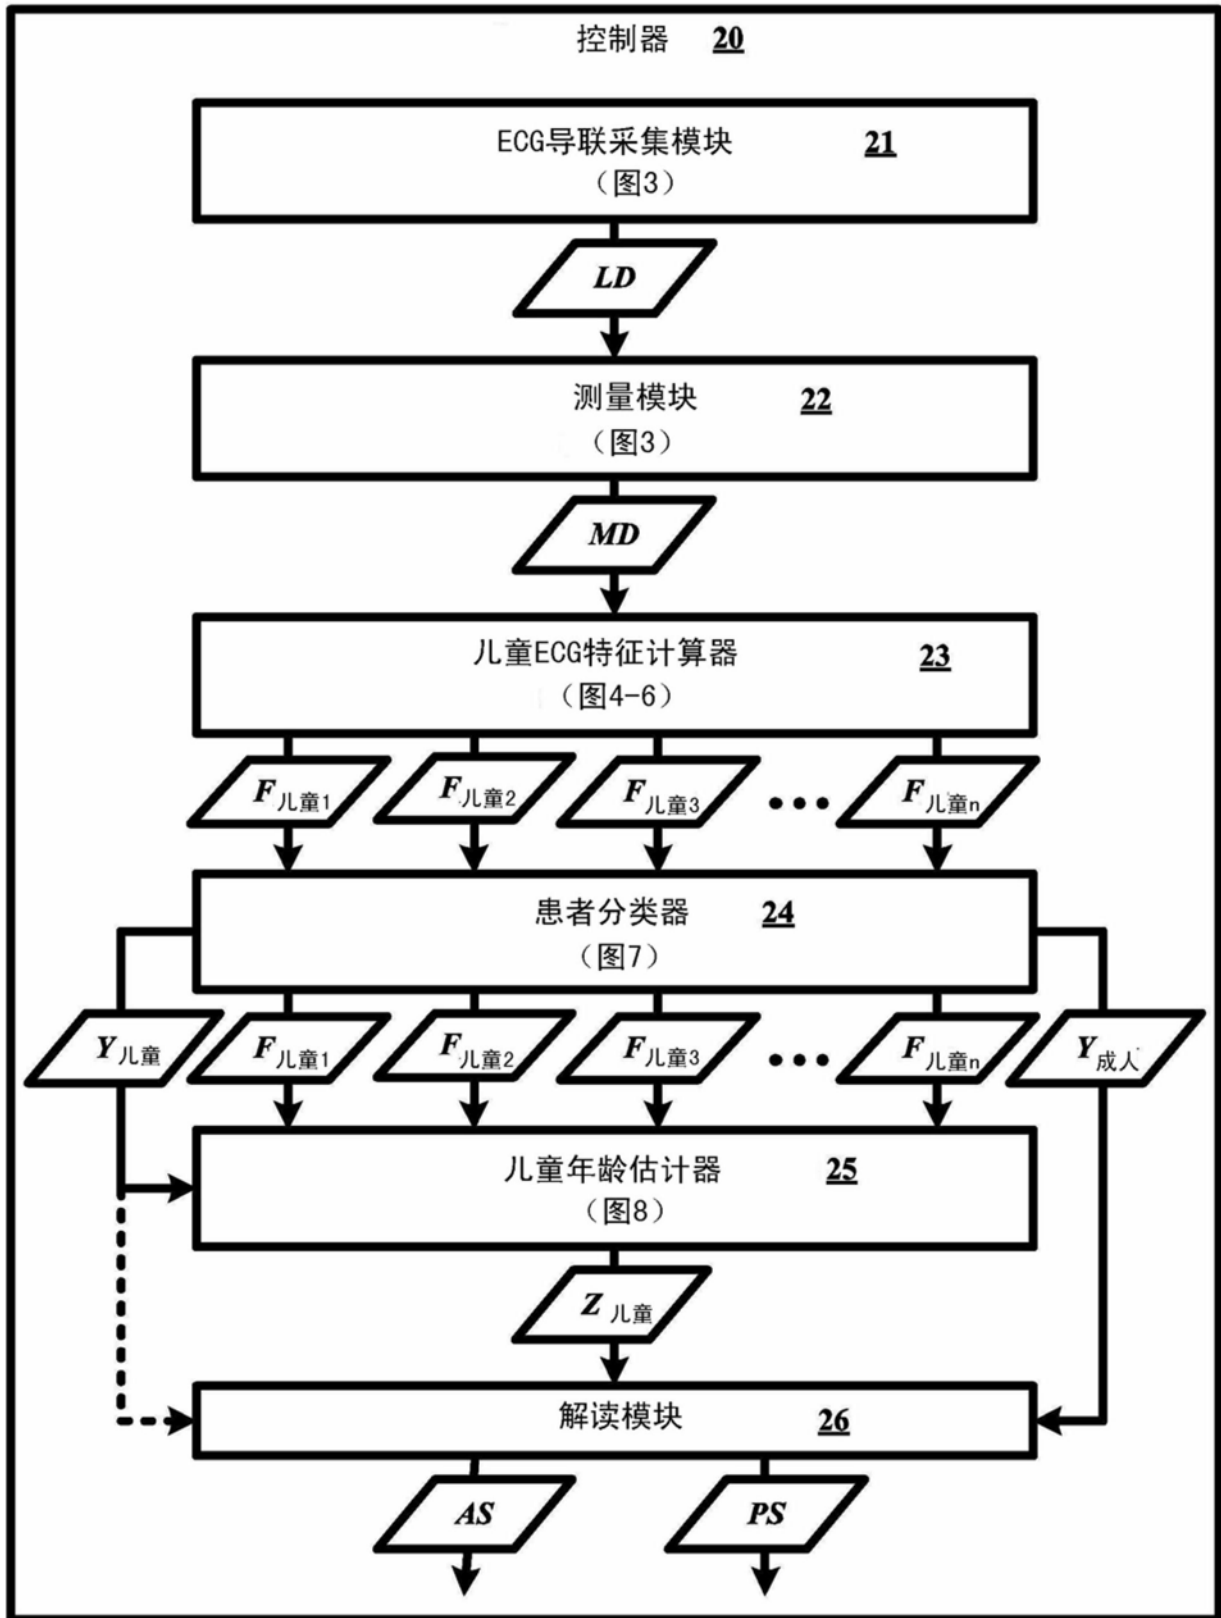 控制器 20
ECG导联采集模块 21
（图3）
LD
测量模块 22
（图3）
MD
儿童ECG特征计算器 23
（图4-6）
F儿童1 F儿童2 F儿童3 ••• F儿童n
患者分类器 24
（图7）
Y儿童 F儿童1 F儿童2 F儿童3 ••• F儿童n Y成人
儿童年龄估计器 25
（图8）
Z儿童
解读模块 26
AS PS